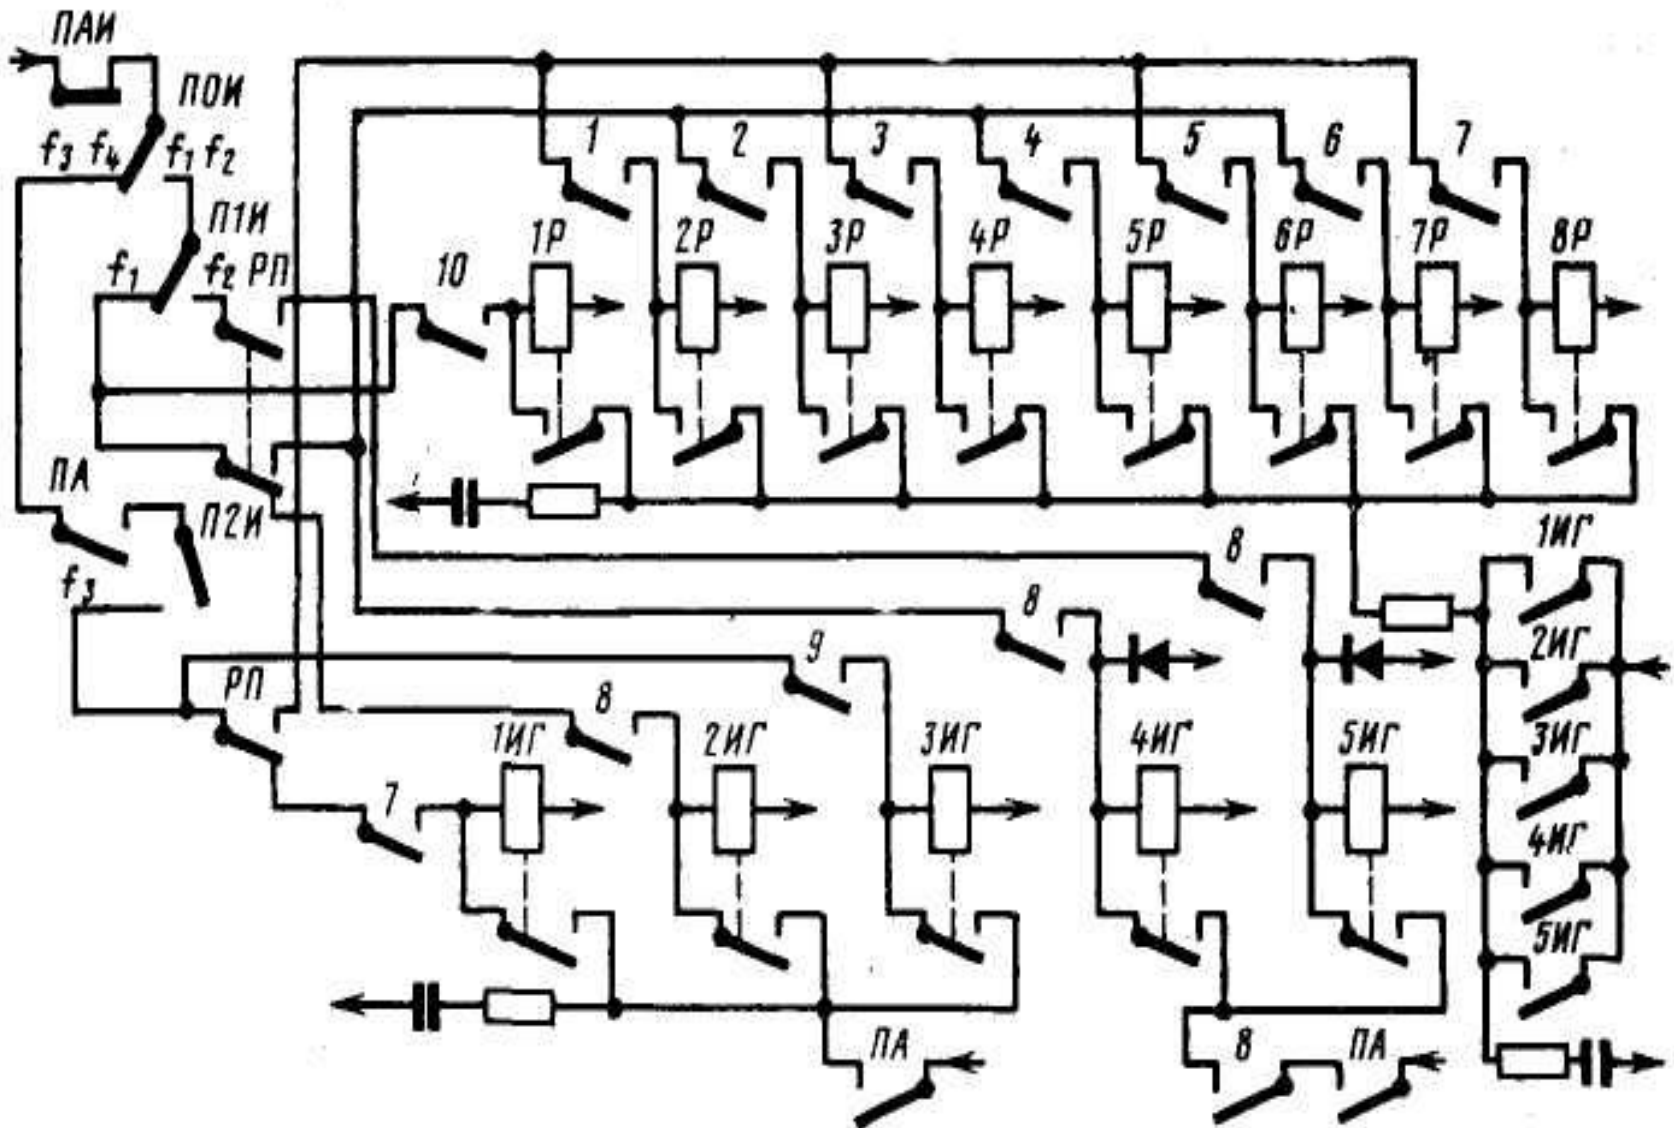 ПАИ
ПОИ
f₃ f₄ f₁ f₂
1 2 3 4 5 6 7
П1И
f₁ f₂ РП
10 1Р 2Р 3Р 4Р 5Р 6Р 7Р 8Р
ПА
П2И
1ИГ
8
f₃
8
9
2ИГ
РП
8
1ИГ 2ИГ 3ИГ 4ИГ 5ИГ 3ИГ
7
4ИГ
5ИГ
ПА 8 ПА